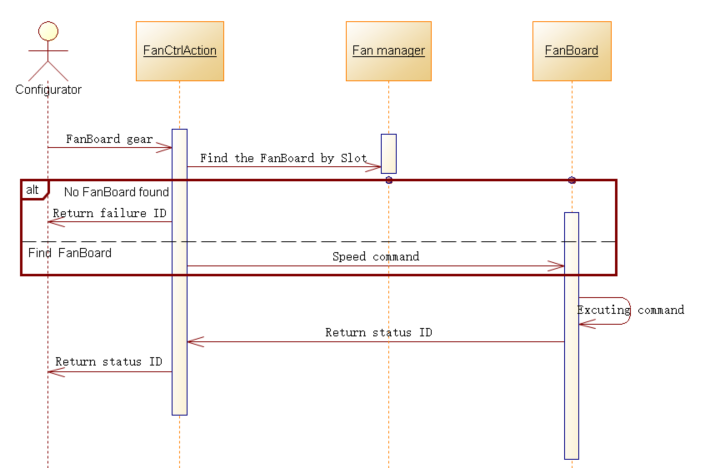 FanCtrlAction
Fan manager
FanBoard
Configurator
FanBoard gear
Find the FanBoard by Slot
alt
No FanBoard found
Return failure ID
Find FanBoard
Speed command
Excuting command
Return status ID
Return status ID